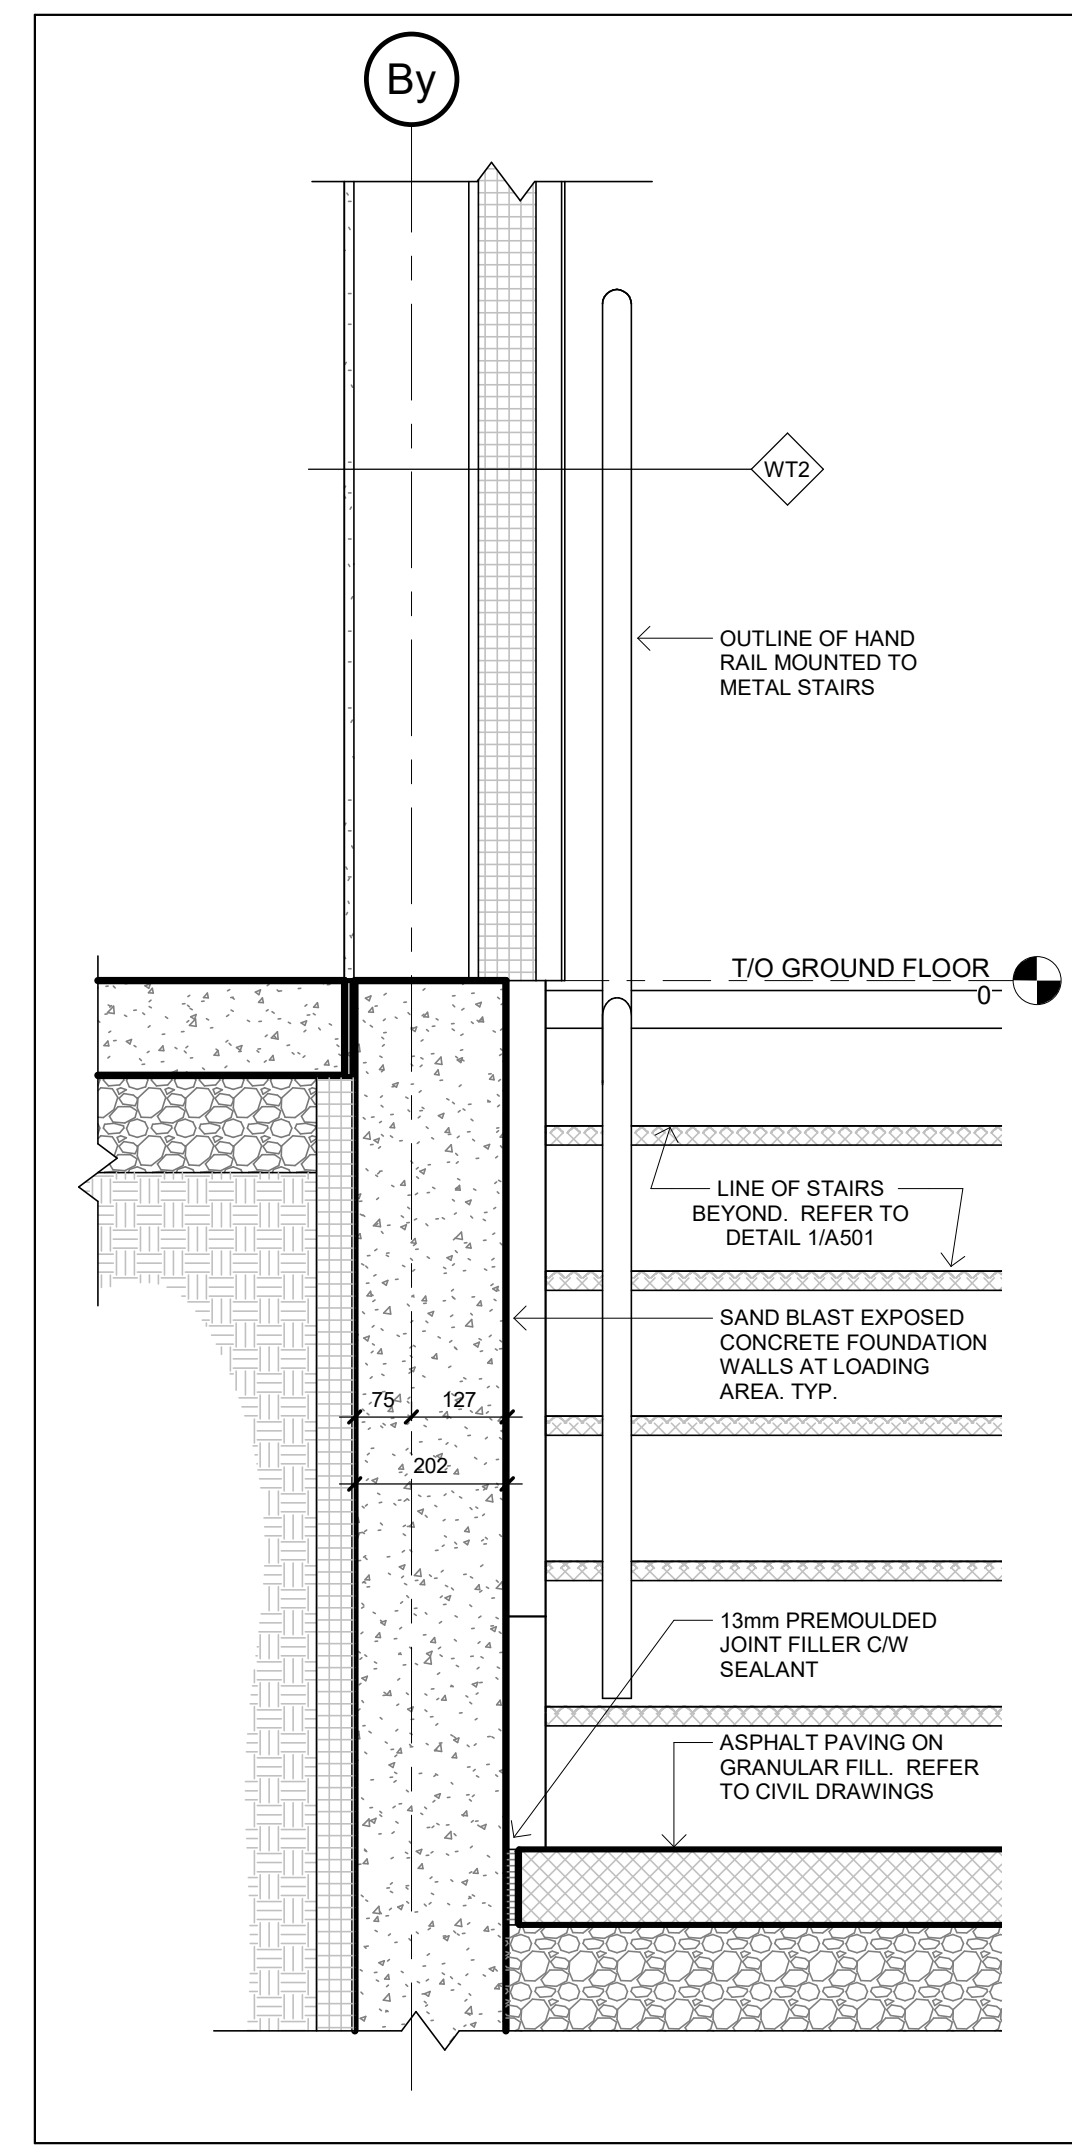 By
WT2
OUTLINE OF HAND
RAIL MOUNTED TO
METAL STAIRS
T/O GROUND FLOOR
0
LINE OF STAIRS
BEYOND.  REFER TO
DETAIL 1/A501
SAND BLAST EXPOSED
CONCRETE FOUNDATION
WALLS AT LOADING
AREA. TYP.
75 127
202
13mm PREMOULDED
JOINT FILLER C/W
SEALANT
ASPHALT PAVING ON
GRANULAR FILL.  REFER
TO CIVIL DRAWINGS